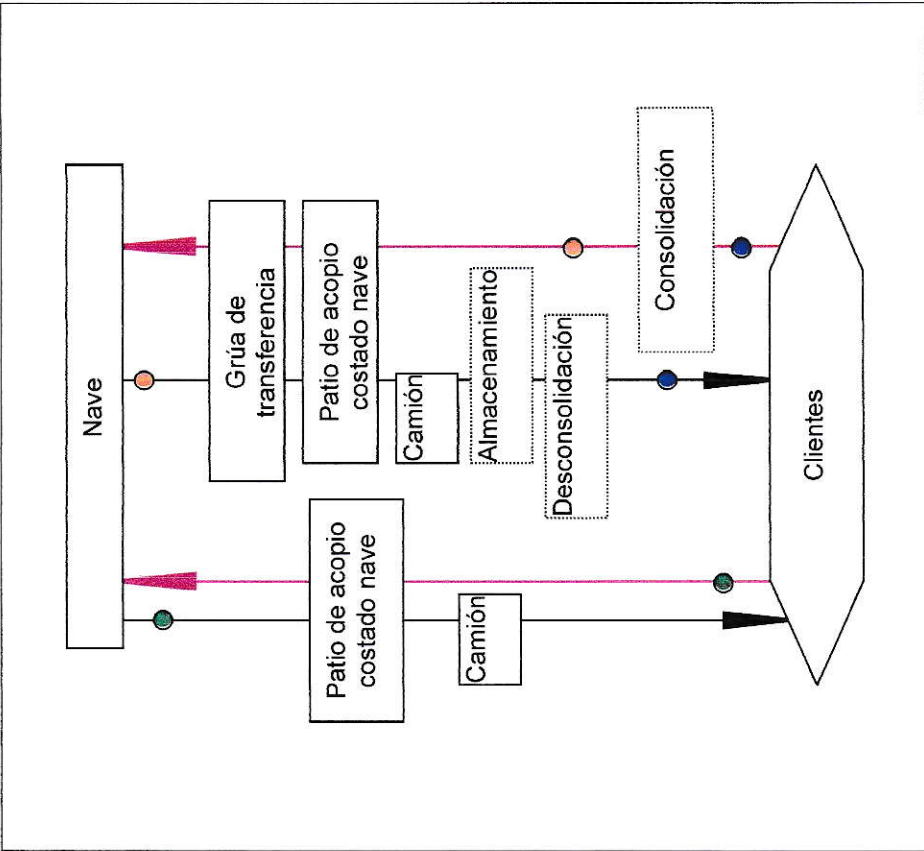 Nave
Grúa de
transferencia
Patio de acopio
costado nave
Camión
Almacenamiento
Desconsolidación
Consolidación
Patio de acopio
costado nave
Camión
Clientes